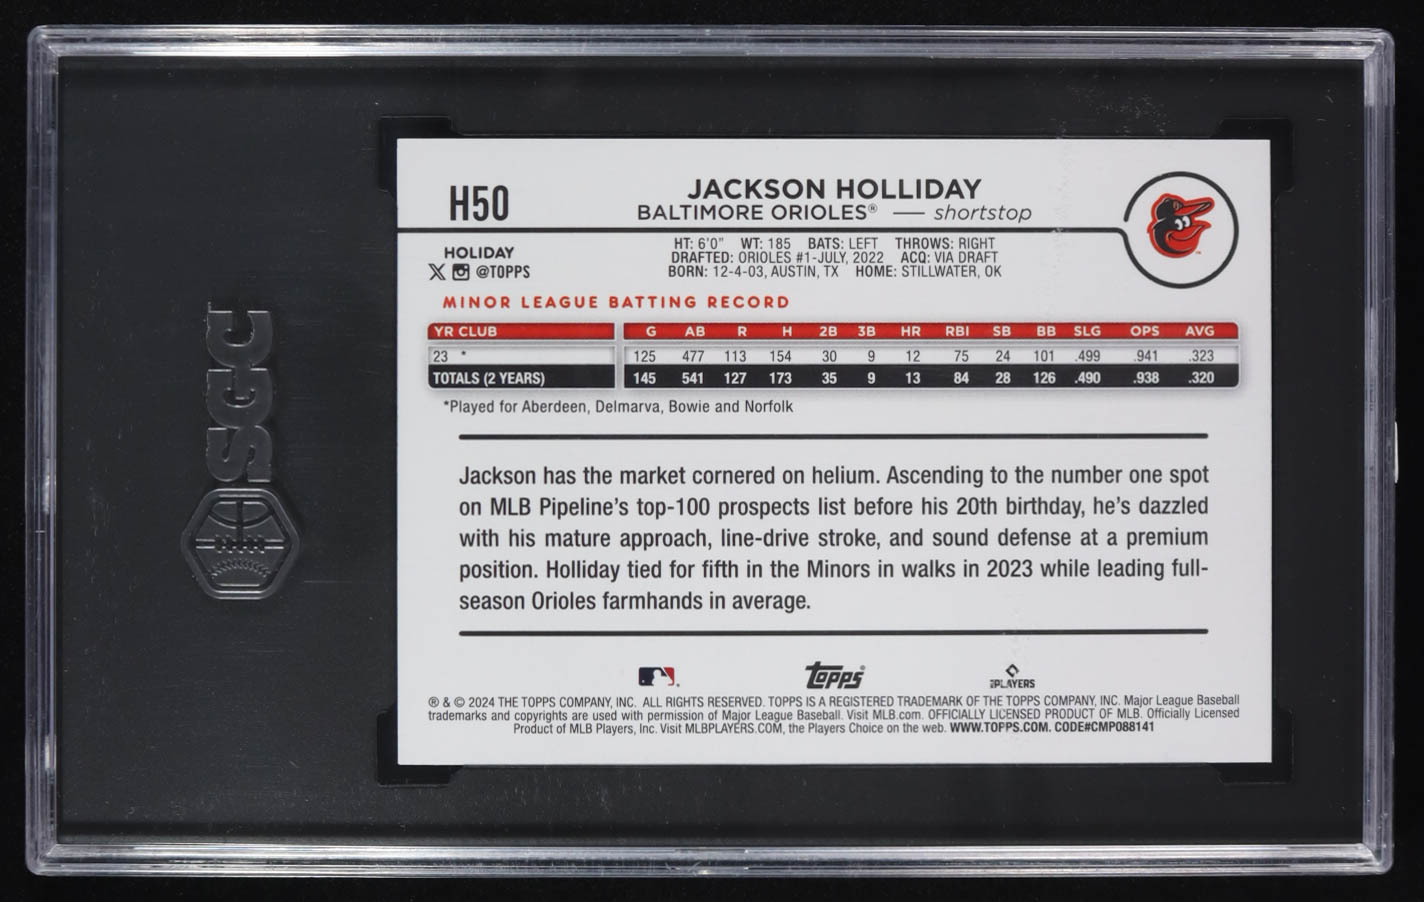 SGC
H50
JACKSON HOLLIDAY
BALTIMORE ORIOLES® — shortstop
HOLIDAY
@TOPPS
HT: 6'0" WT: 185 BATS: LEFT THROWS: RIGHT
DRAFTED: ORIOLES #1-JULY, 2022 ACQ: VIA DRAFT
BORN: 12-4-03, AUSTIN, TX HOME: STILLWATER, OK
MINOR LEAGUE BATTING RECORD
YR CLUB G AB R H 2B 3B HR RBI SB BB SLG OPS AVG
23 * 125 477 113 154 30 9 12 75 24 101 .499 .941 .323
TOTALS (2 YEARS) 145 541 127 173 35 9 13 84 28 126 .490 .938 .320
*Played for Aberdeen, Delmarva, Bowie and Norfolk
Jackson has the market cornered on helium. Ascending to the number one spot
on MLB Pipeline's top-100 prospects list before his 20th birthday, he's dazzled
with his mature approach, line-drive stroke, and sound defense at a premium
position. Holliday tied for fifth in the Minors in walks in 2023 while leading full-
season Orioles farmhands in average.
Topps®
MLBPLAYERS
® & © 2024 THE TOPPS COMPANY, INC. ALL RIGHTS RESERVED. TOPPS IS A REGISTERED TRADEMARK OF THE TOPPS COMPANY, INC. Major League Baseball
trademarks and copyrights are used with permission of Major League Baseball. Visit MLB.com. OFFICIALLY LICENSED PRODUCT OF MLB. Officially Licensed
Product of MLB Players, Inc. Visit MLBPLAYERS.COM, the Players Choice on the web. WWW.TOPPS.COM. CODE#CMP088141